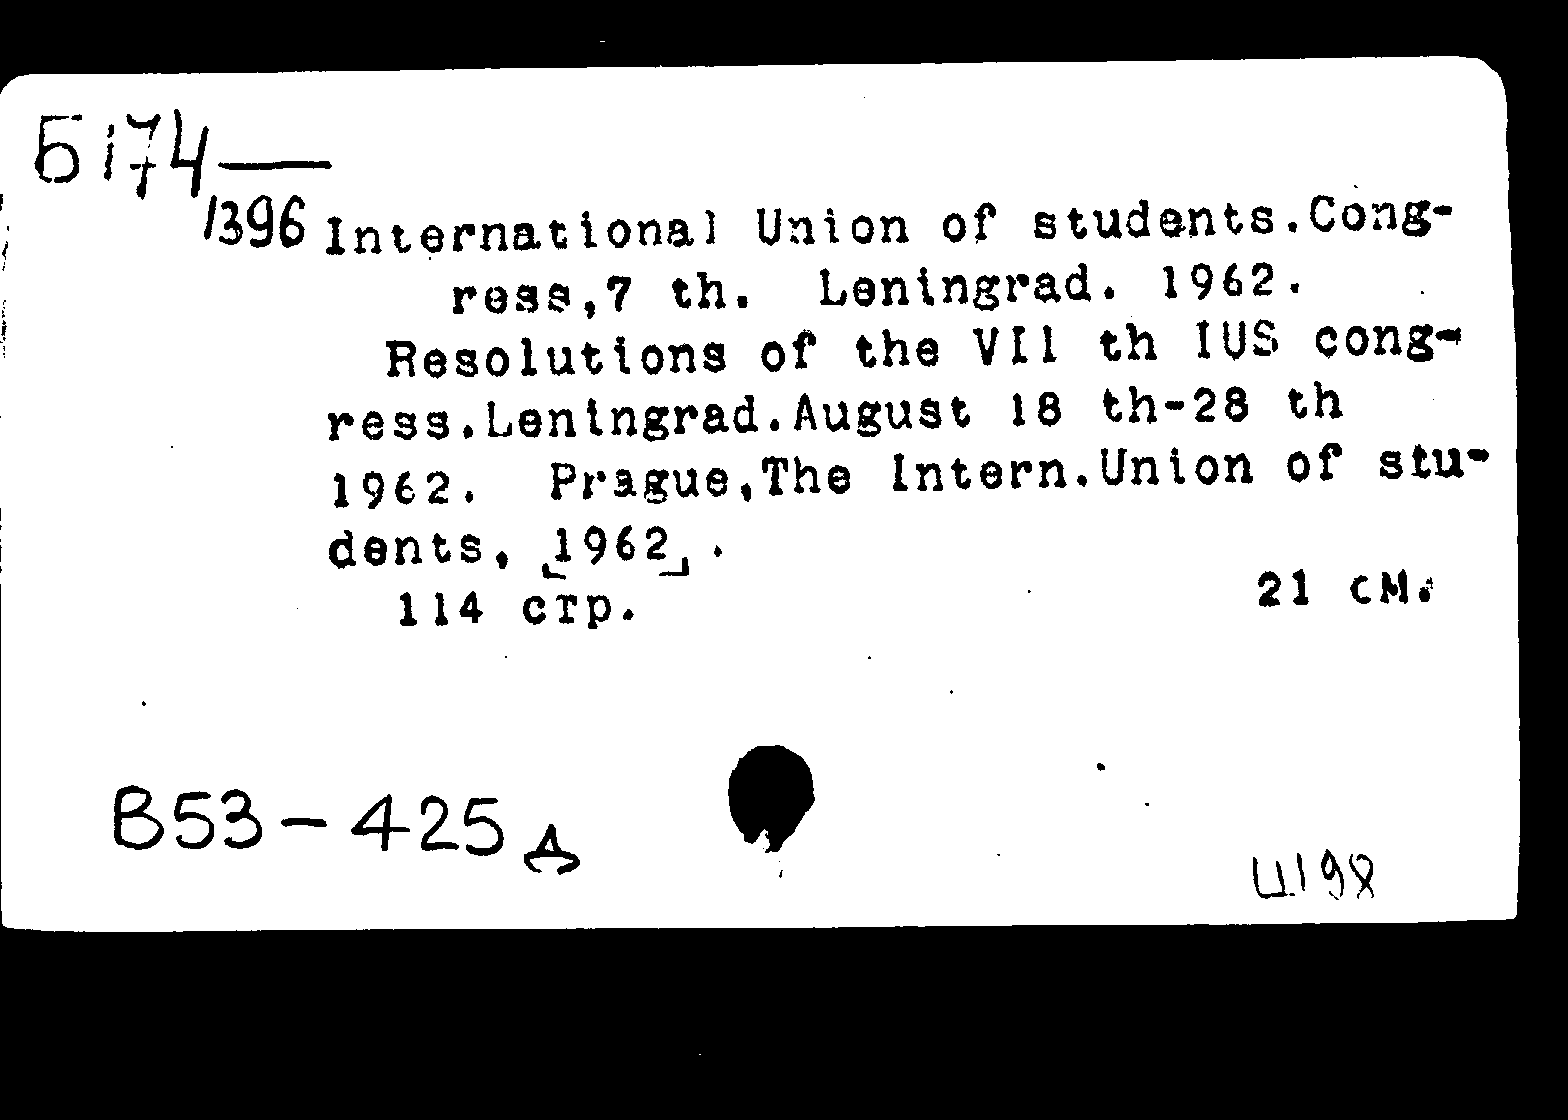 Б 174—
1396
International Union of students.Cong-
ress,7 th. Leningrad. 1962.
Resolutions of the VII th IUS cong-
ress.Leningrad.August 18 th-28 th
1962. Prague,The Intern.Union of stu-
dents, [1962].
114 стр. 21 см.
В53-425 Д
Ш198